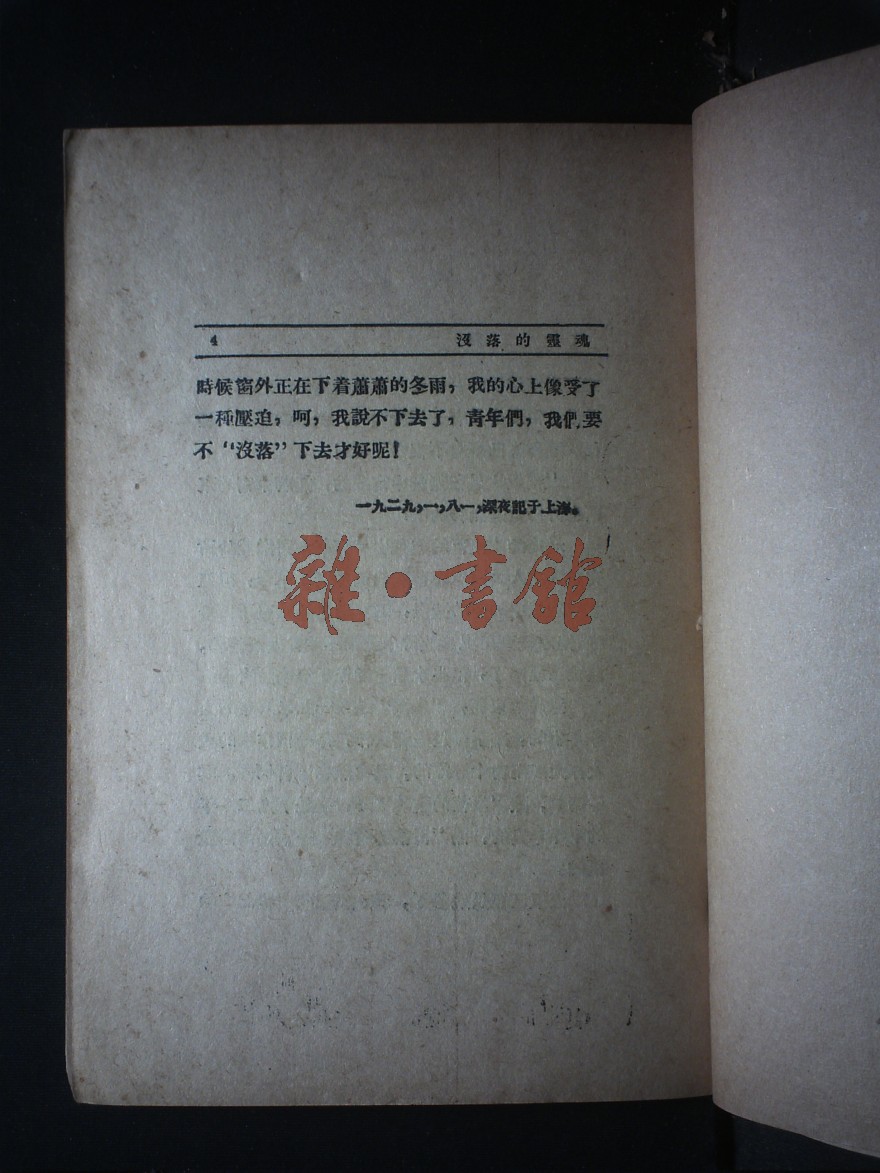 4 沒落的靈魂
時候窗外正在下着蕭蕭的冬雨，我的心上像受了
一種壓迫，呵，我說不下去了，青年們，我們要
不“沒落”下去才好呢！
一九二九，一，八一，深夜記于上海。
雜·書館